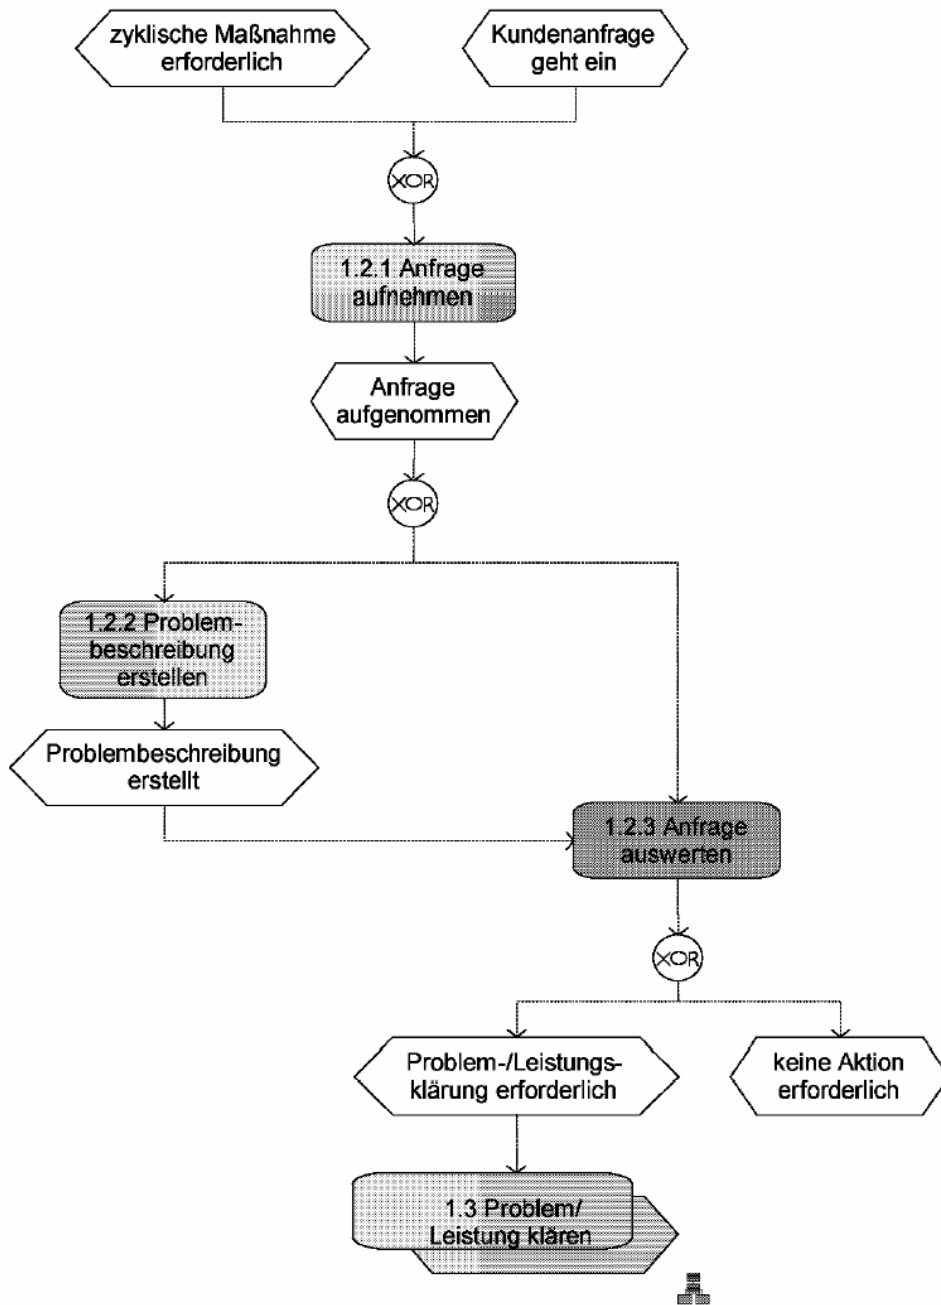 zyklische Maßnahme
erforderlich
Kundenanfrage
geht ein
XOR
1.2.1 Anfrage
aufnehmen
Anfrage
aufgenommen
XOR
1.2.2 Problem-
beschreibung
erstellen
Problembeschreibung
erstellt
1.2.3 Anfrage
auswerten
XOR
Problem-/Leistungs-
klärung erforderlich
keine Aktion
erforderlich
1.3 Problem/
Leistung klären